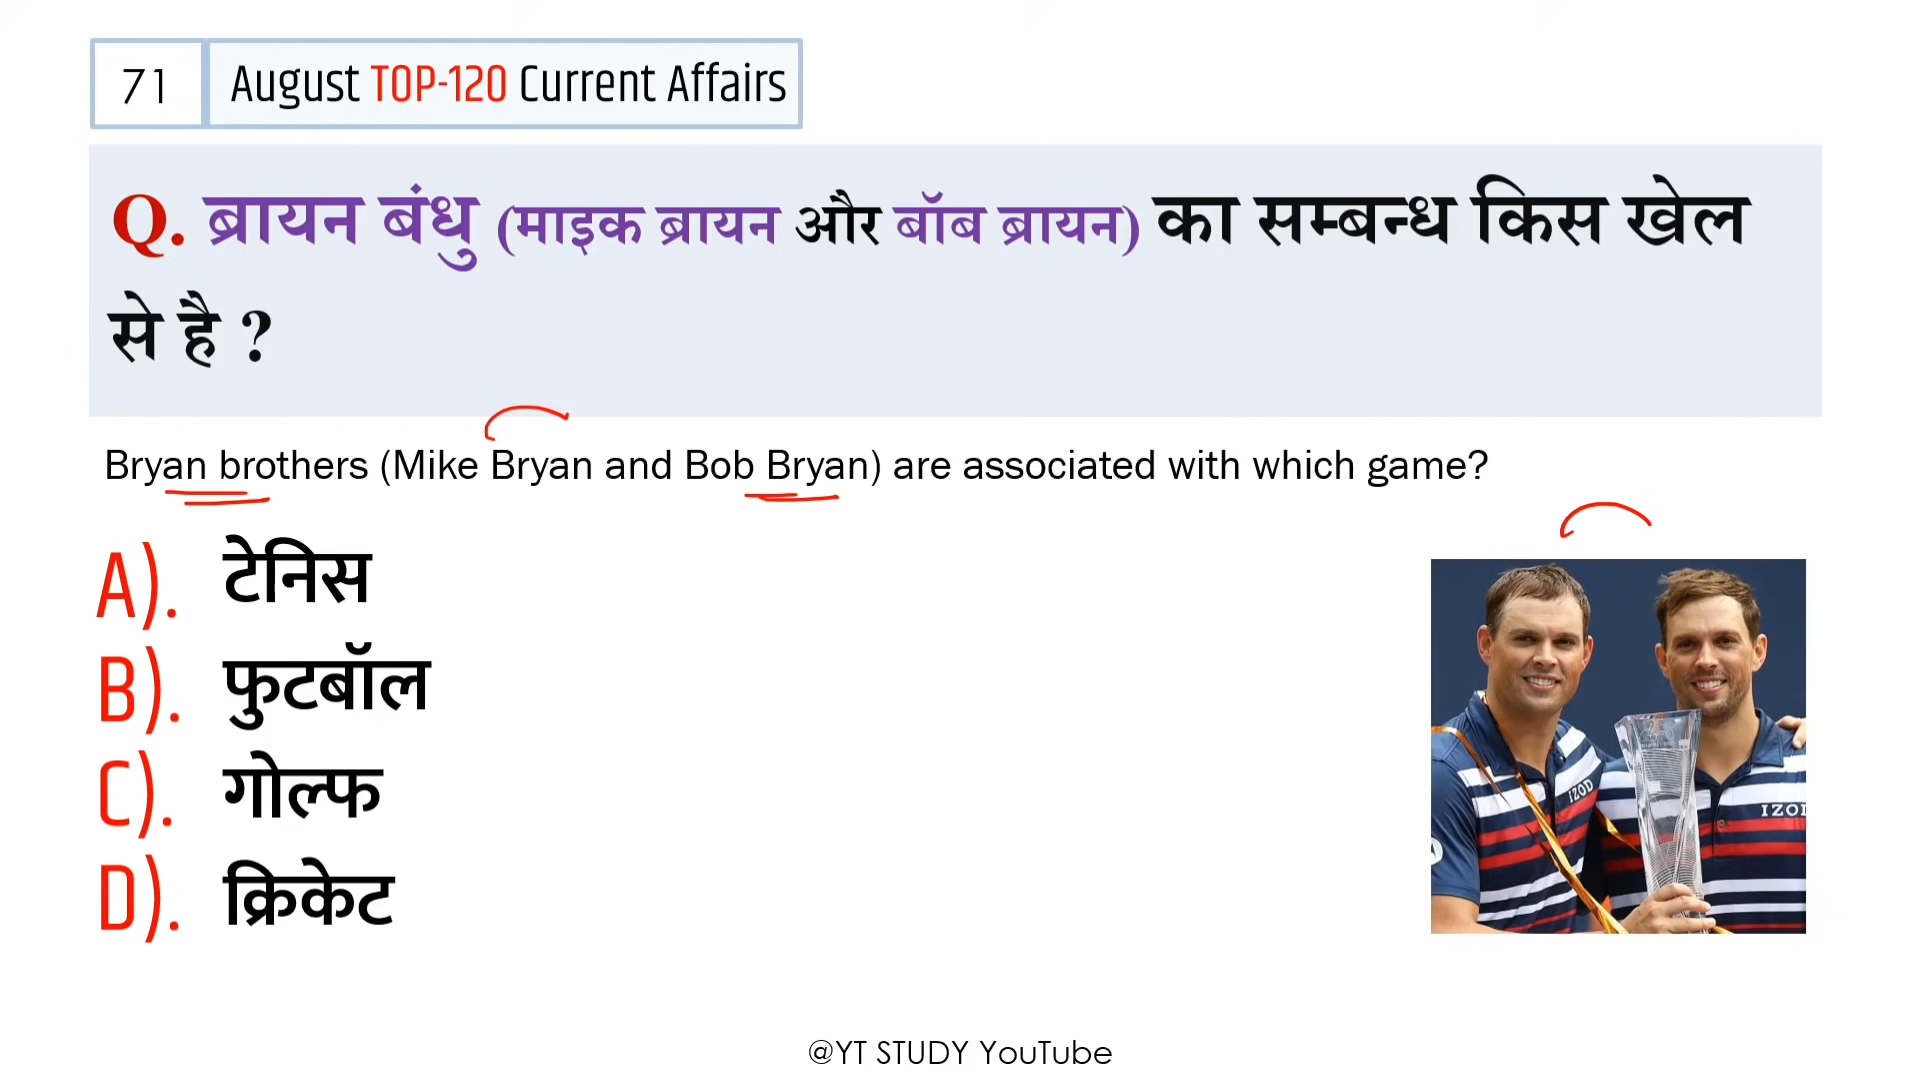 71 August TOP-120 Current Affairs
Q. ब्रायन बंधु (माइक ब्रायन और बॉब ब्रायन) का सम्बन्ध किस खेल
से है ?
Bryan brothers (Mike Bryan and Bob Bryan) are associated with which game?
A). टेनिस
B). फुटबॉल
C). गोल्फ
D). क्रिकेट
IZOD
IZOD
@YT STUDY YouTube